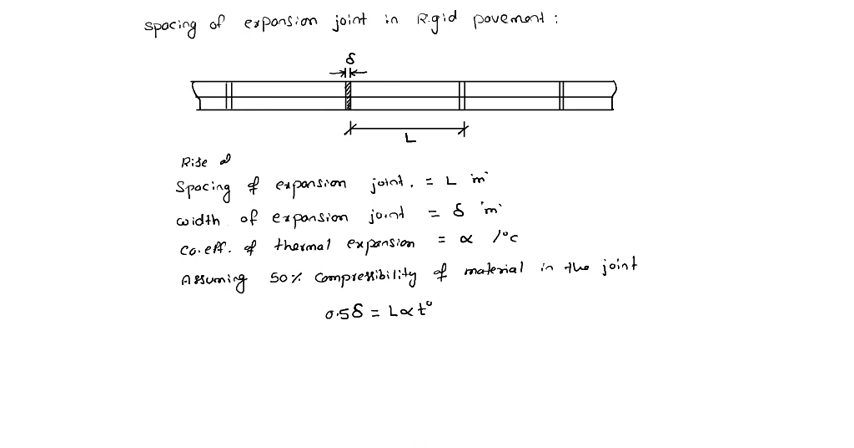 Spacing of expansion joint in Rigid pavement :
δ
L
Rise of
Spacing of expansion joint. = L 'm'
width of expansion joint = δ 'm'
co.eff. of thermal expansion = α /°c
Assuming 50% compressibility of material in the joint
0.5δ = Lαt°